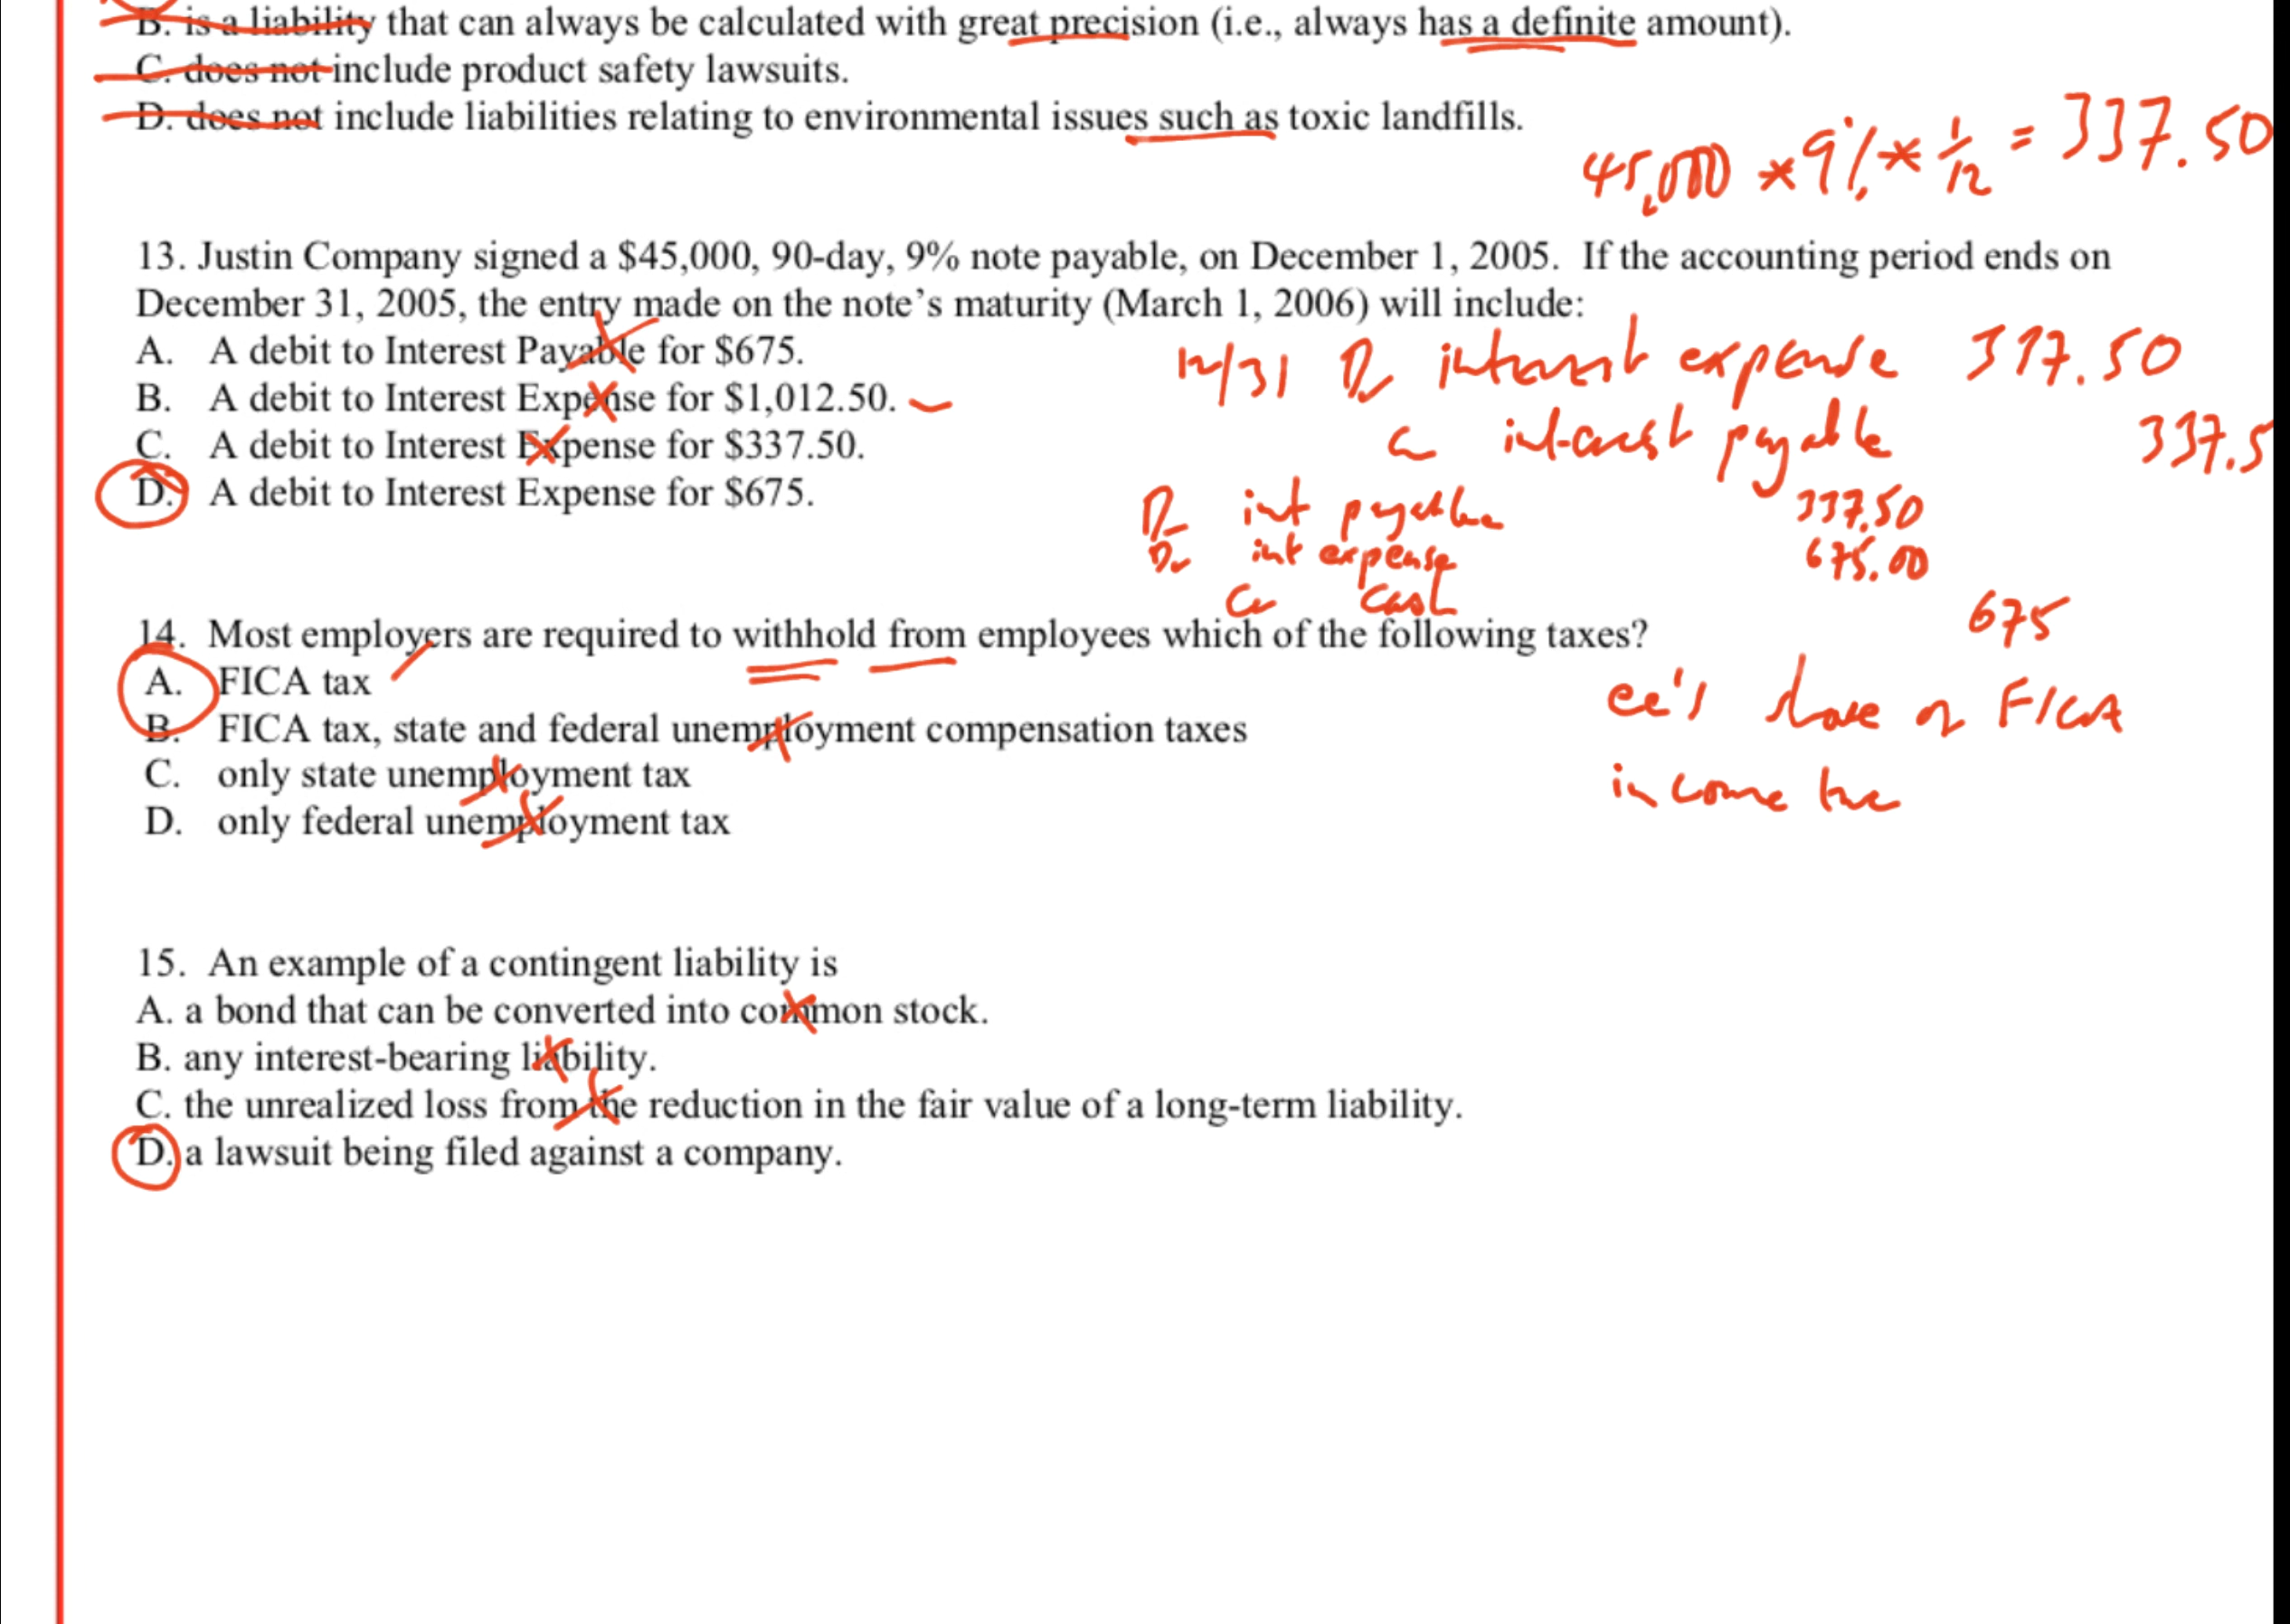 B. is a liability that can always be calculated with great precision (i.e., always has a definite amount).
C. does not include product safety lawsuits.
D. does not include liabilities relating to environmental issues such as toxic landfills.
45,000 * 9% * 1/12 = 337.50
13. Justin Company signed a $45,000, 90-day, 9% note payable, on December 1, 2005. If the accounting period ends on
December 31, 2005, the entry made on the note's maturity (March 1, 2006) will include:
A. A debit to Interest Payable for $675.
B. A debit to Interest Expense for $1,012.50.
C. A debit to Interest Expense for $337.50.
D. A debit to Interest Expense for $675.
12/31 Dr interest expense 337.50
Cr interest payable 337.5
Dr int payable 337.50
Dr int expense 675.00
Cr cash
675
14. Most employers are required to withhold from employees which of the following taxes?
A. FICA tax
B. FICA tax, state and federal unemployment compensation taxes
C. only state unemployment tax
D. only federal unemployment tax
ee's share of FICA
income tax
15. An example of a contingent liability is
A. a bond that can be converted into common stock.
B. any interest-bearing liability.
C. the unrealized loss from the reduction in the fair value of a long-term liability.
D. a lawsuit being filed against a company.